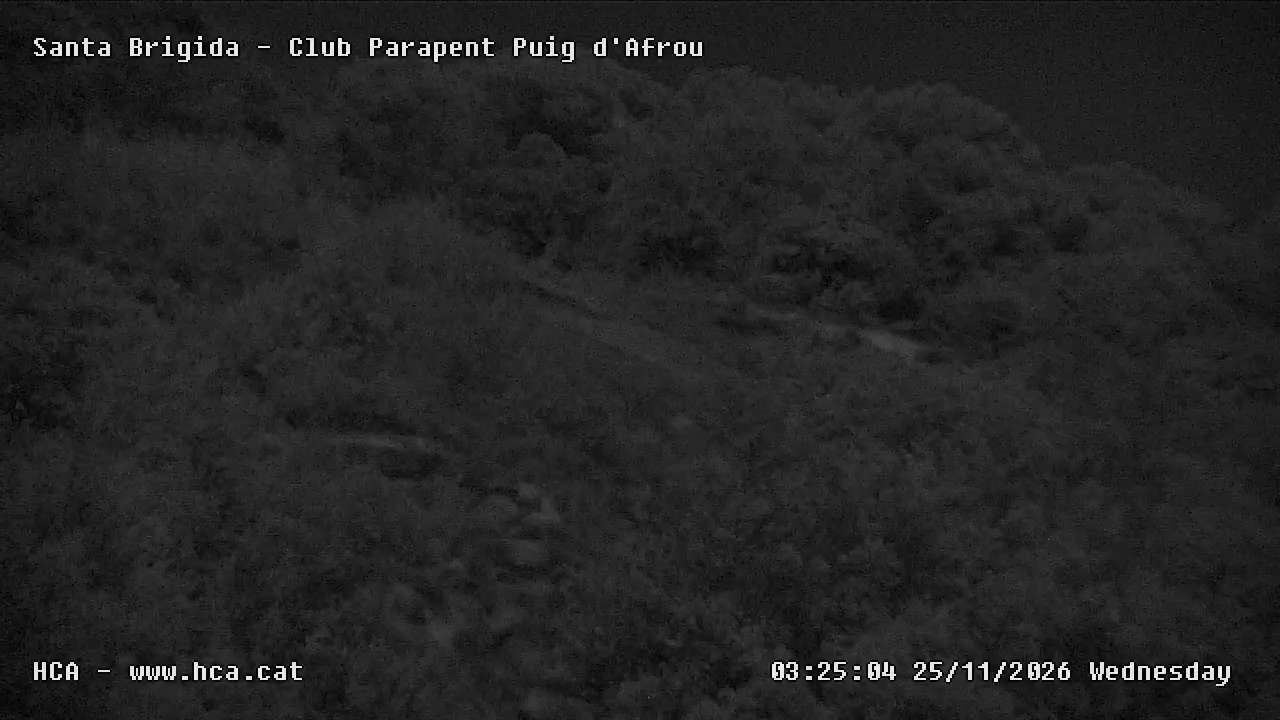 Santa Brigida - Club Parapent Puig d'Afrou
HCA - www.hca.cat
03:25:04 25/11/2026 Wednesday